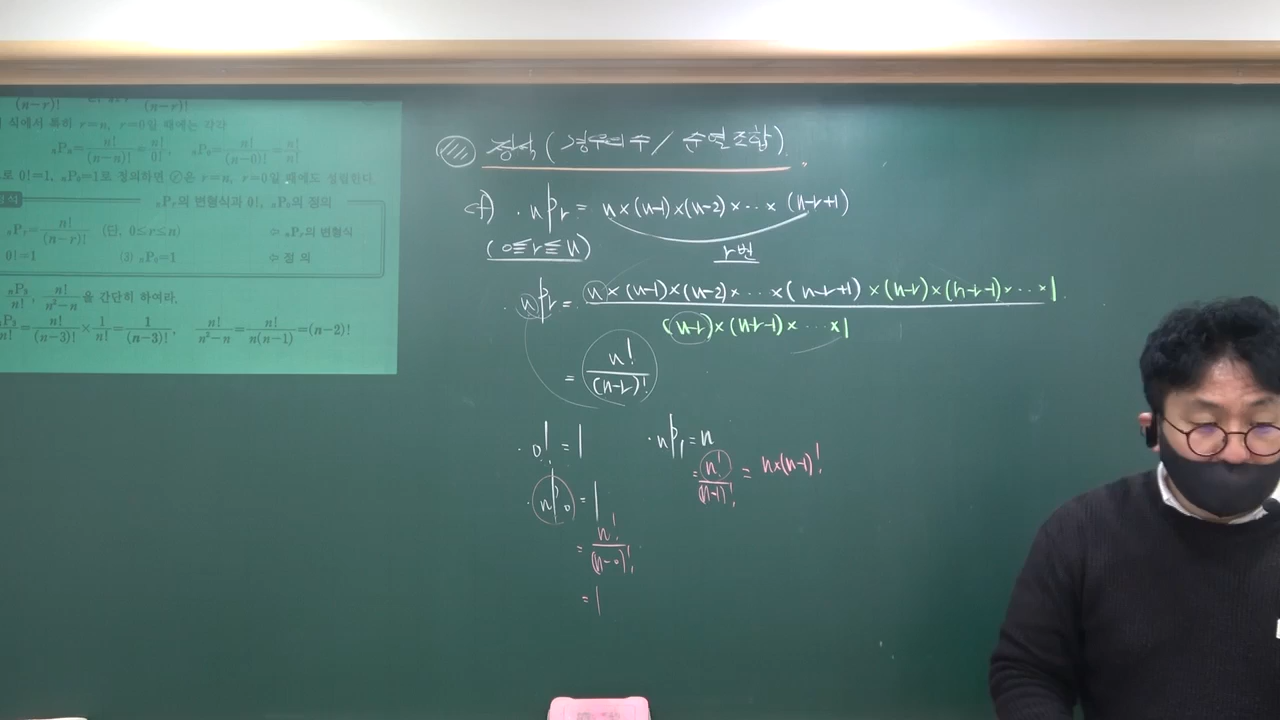 (n-r)! (n-r)!
식에서 특히 r=n, r=0일 때에는 각각
ₙPₙ=n!/(n-n)!=n!/0!, ₙP₀=n!/(n-0)!=n!/n!
로 0!=1, ₙP₀=1로 정의하면 은 r=n, r=0일 때에도 성립한다.
ₙPᵣ의 변형식과 0!, ₙP₀의 정의
ₙPᵣ=n!/(n-r)! (단, 0≤r≤n) ⇦ ₙPᵣ의 변형식
0!=1 (3) ₙP₀=1 ⇦ 정의
ₙP₃/n!, n!/(n²-n)을 간단히 하여라.
P₃/n!=n!/(n-3)!×1/n!=1/(n-3)!, n!/(n²-n)=n!/n(n-1)=(n-2)!
정석 (경우의 수 / 순열조합).
cf) · nPr = n×(n-1)×(n-2)×···×(n-r+1)
(0≦r≦n) r번
· nPr = n×(n-1)×(n-2)×···×(n-r+1)×(n-r)×(n-r-1)×···×1
(n-r)×(n-r-1)×···×1
= n!/(n-r)!
· 0! = 1 · nP₁ = n
= n!/(n-1)! = n×(n-1)!
· nP₀ = 1
= n!/(n-0)!
= 1